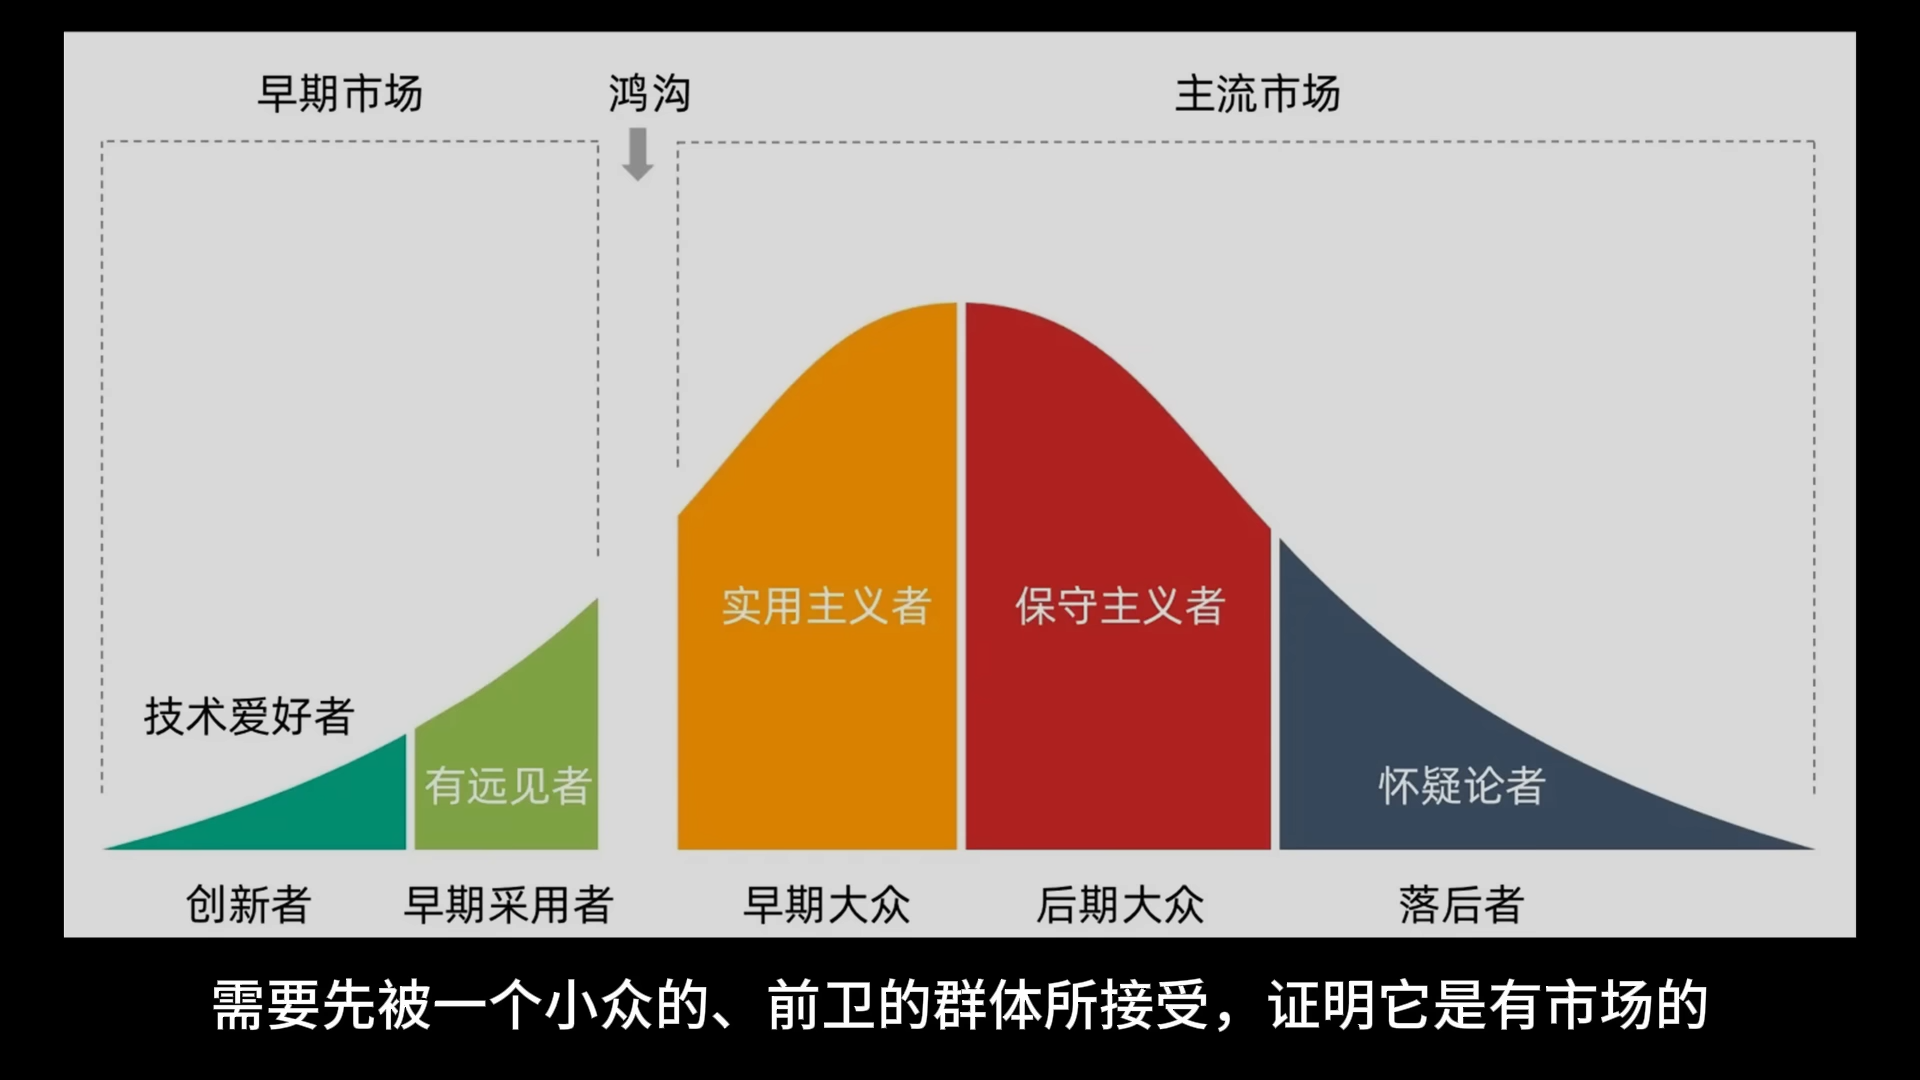 早期市场
鸿沟
主流市场
实用主义者
保守主义者
技术爱好者
有远见者
怀疑论者
创新者
早期采用者
早期大众
后期大众
落后者
需要先被一个小众的、前卫的群体所接受，证明它是有市场的